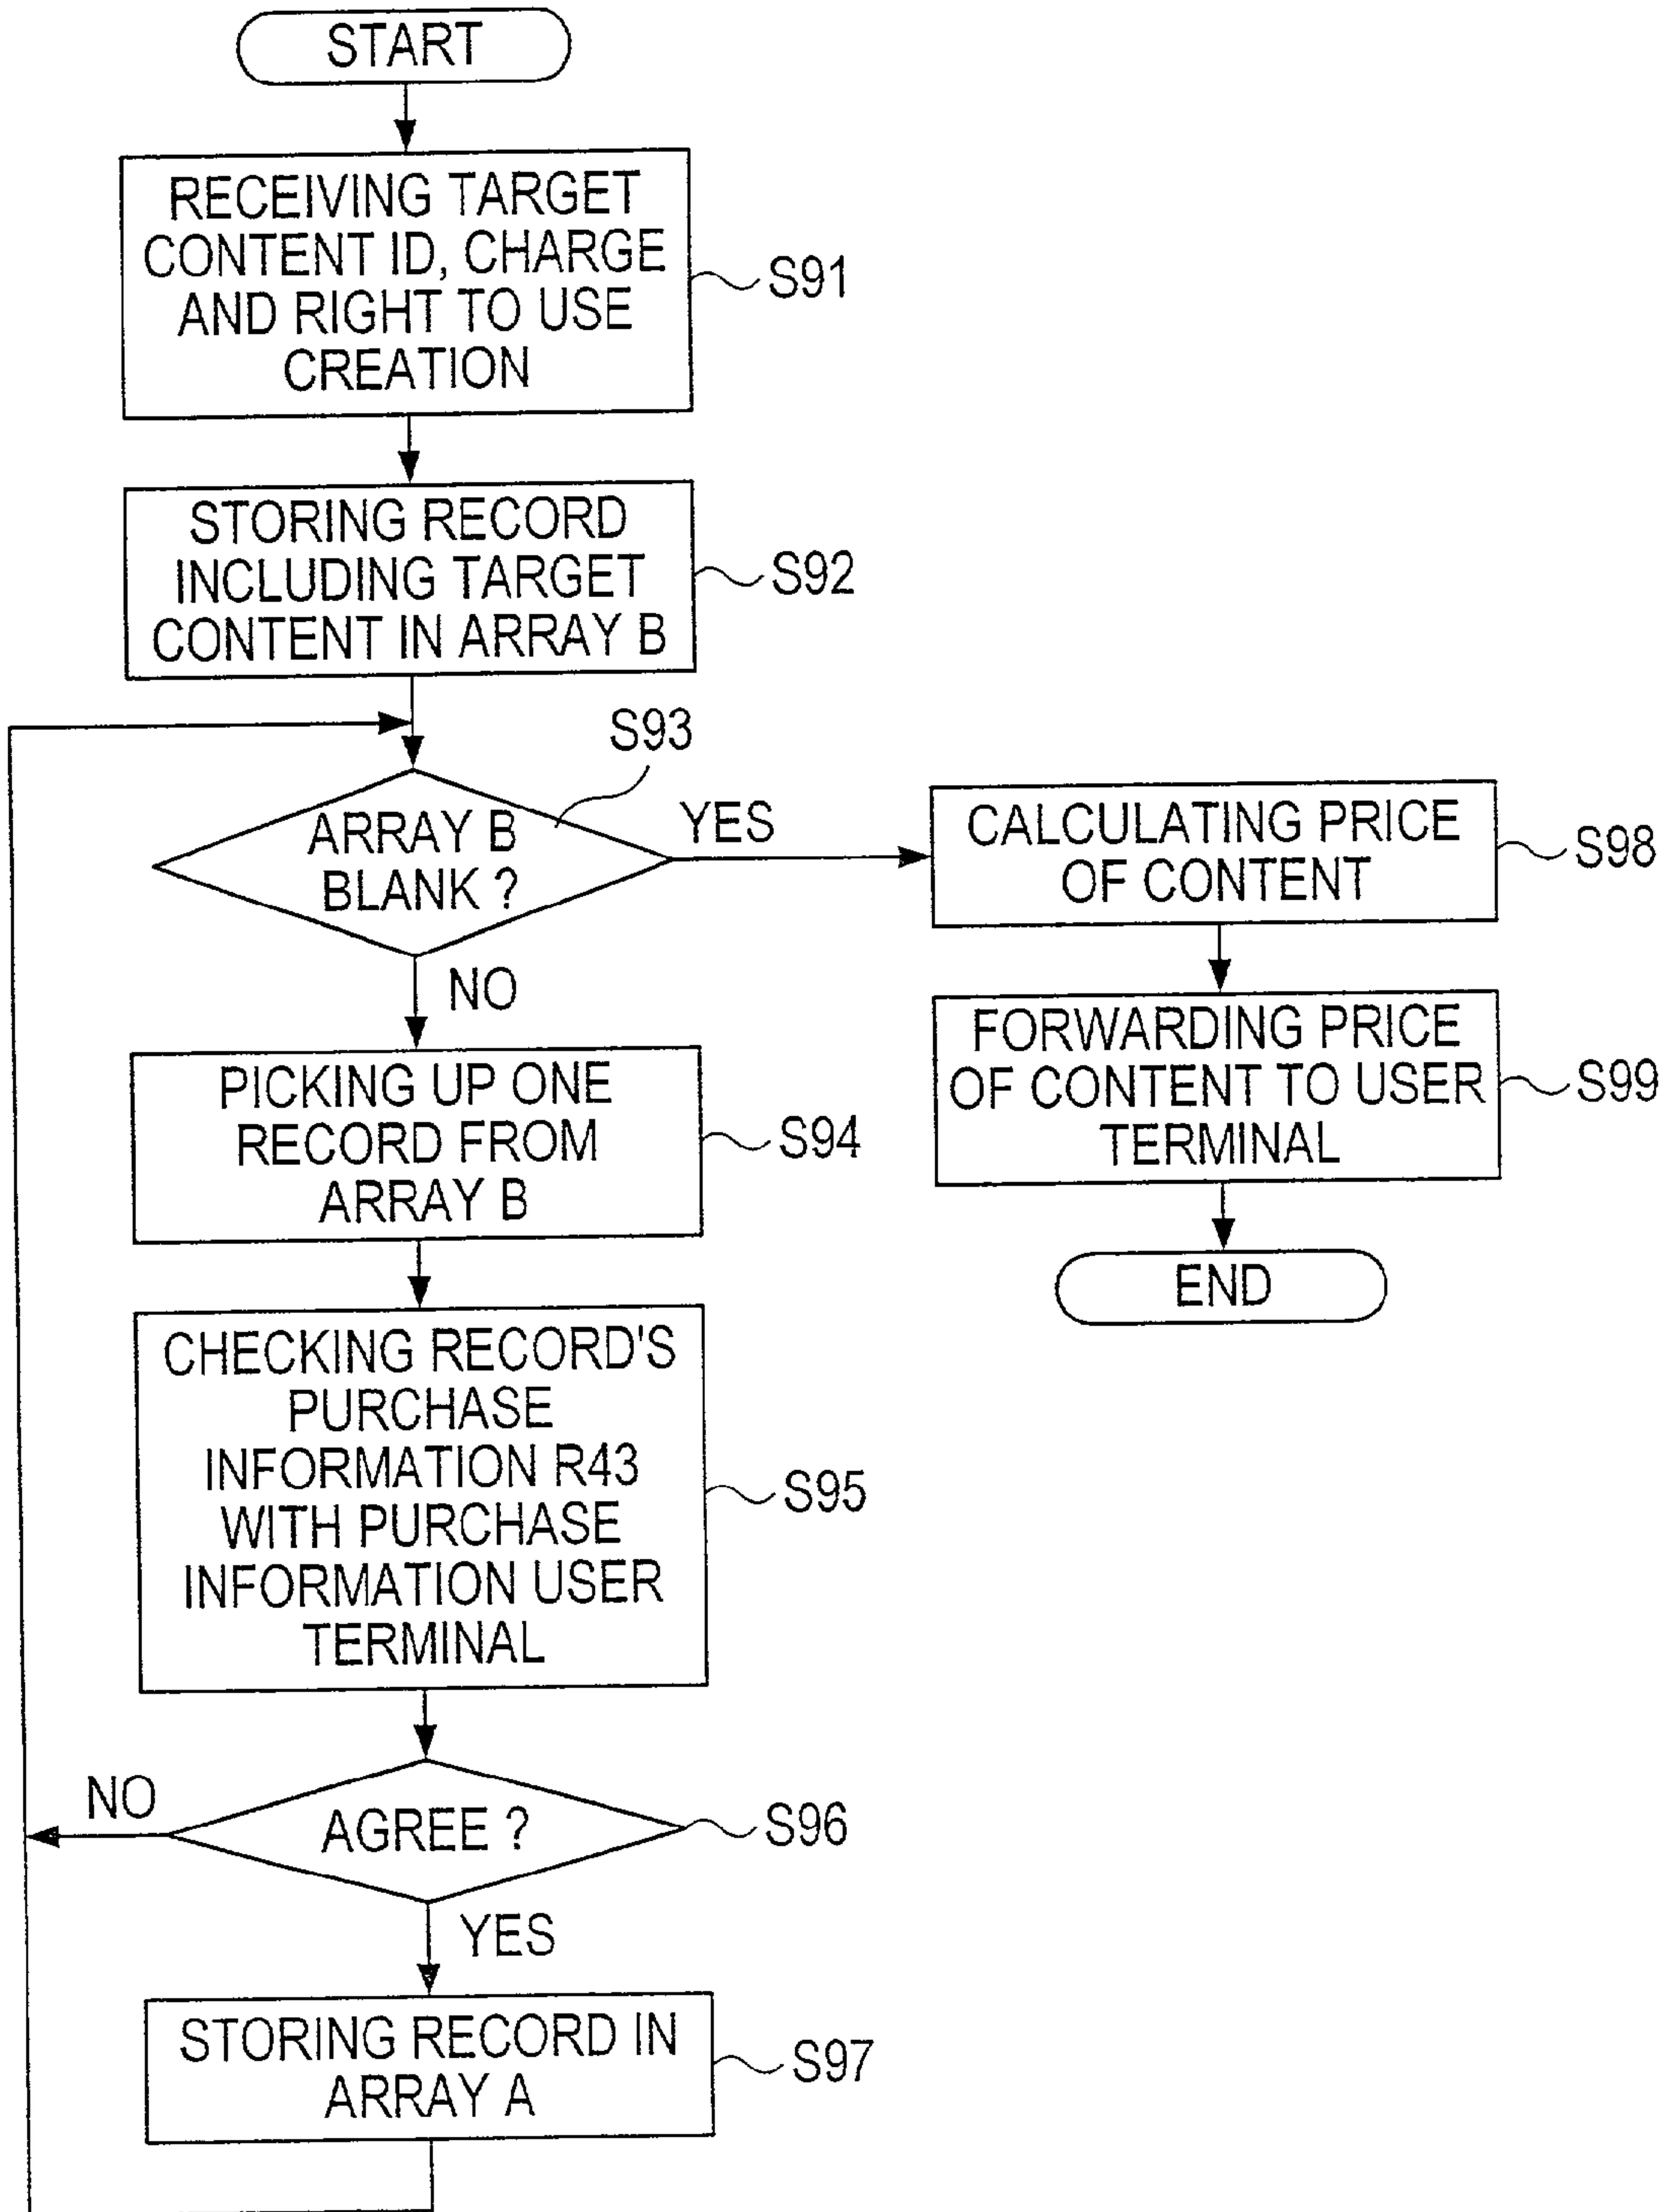 START
RECEIVING TARGET
CONTENT ID, CHARGE
AND RIGHT TO USE
CREATION
S91
STORING RECORD
INCLUDING TARGET
CONTENT IN ARRAY B
S92
S93
ARRAY B
BLANK ?
YES
NO
CALCULATING PRICE
OF CONTENT
S98
FORWARDING PRICE
OF CONTENT TO USER
TERMINAL
S99
END
PICKING UP ONE
RECORD FROM
ARRAY B
S94
CHECKING RECORD'S
PURCHASE
INFORMATION R43
WITH PURCHASE
INFORMATION USER
TERMINAL
S95
NO
AGREE ?
S96
YES
STORING RECORD IN
ARRAY A
S97